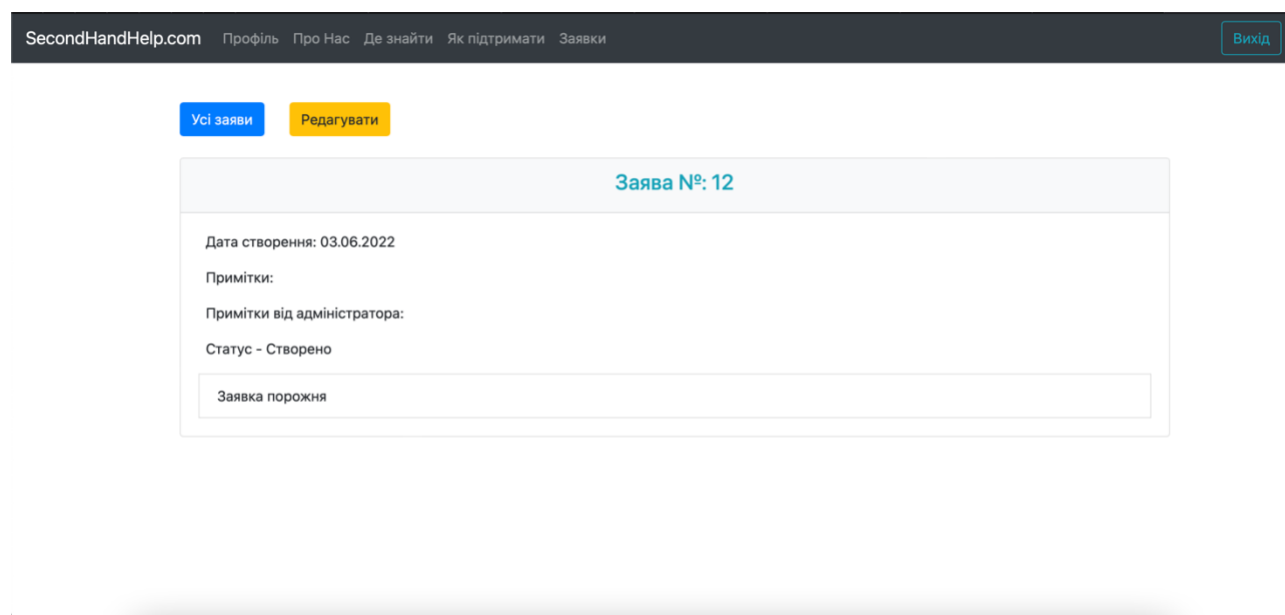 SecondHandHelp.com Профіль Про Нас Де знайти Як підтримати Заявки Вихід
Усі заяви Редагувати
Заява №: 12
Дата створення: 03.06.2022
Примітки:
Примітки від адміністратора:
Статус - Створено
Заявка порожня